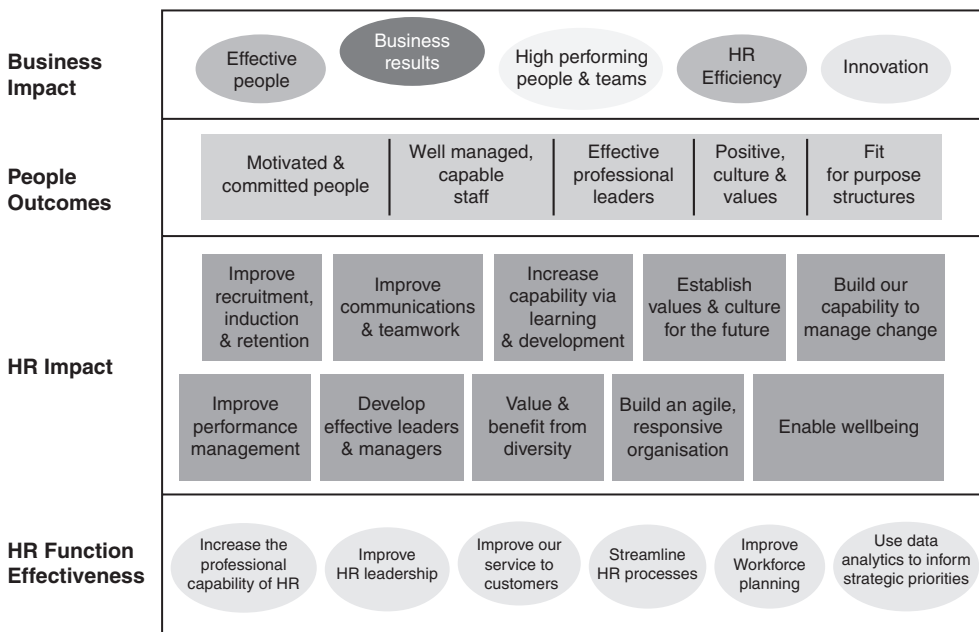 Business
Impact
Effective
people
Business
results
High performing
people & teams
HR
Efficiency
Innovation
People
Outcomes
Motivated &
committed people
Well managed,
capable
staff
Effective
professional
leaders
Positive,
culture &
values
Fit
for purpose
structures
HR Impact
Improve
recruitment,
induction
& retention
Improve
communications
& teamwork
Increase
capability via
learning
& development
Establish
values & culture
for the future
Build our
capability to
manage change
Improve
performance
management
Develop
effective leaders
& managers
Value &
benefit from
diversity
Build an agile,
responsive
organisation
Enable wellbeing
HR Function
Effectiveness
Increase the
professional
capability of HR
Improve
HR leadership
Improve our
service to
customers
Streamline
HR processes
Improve
Workforce
planning
Use data
analytics to inform
strategic priorities